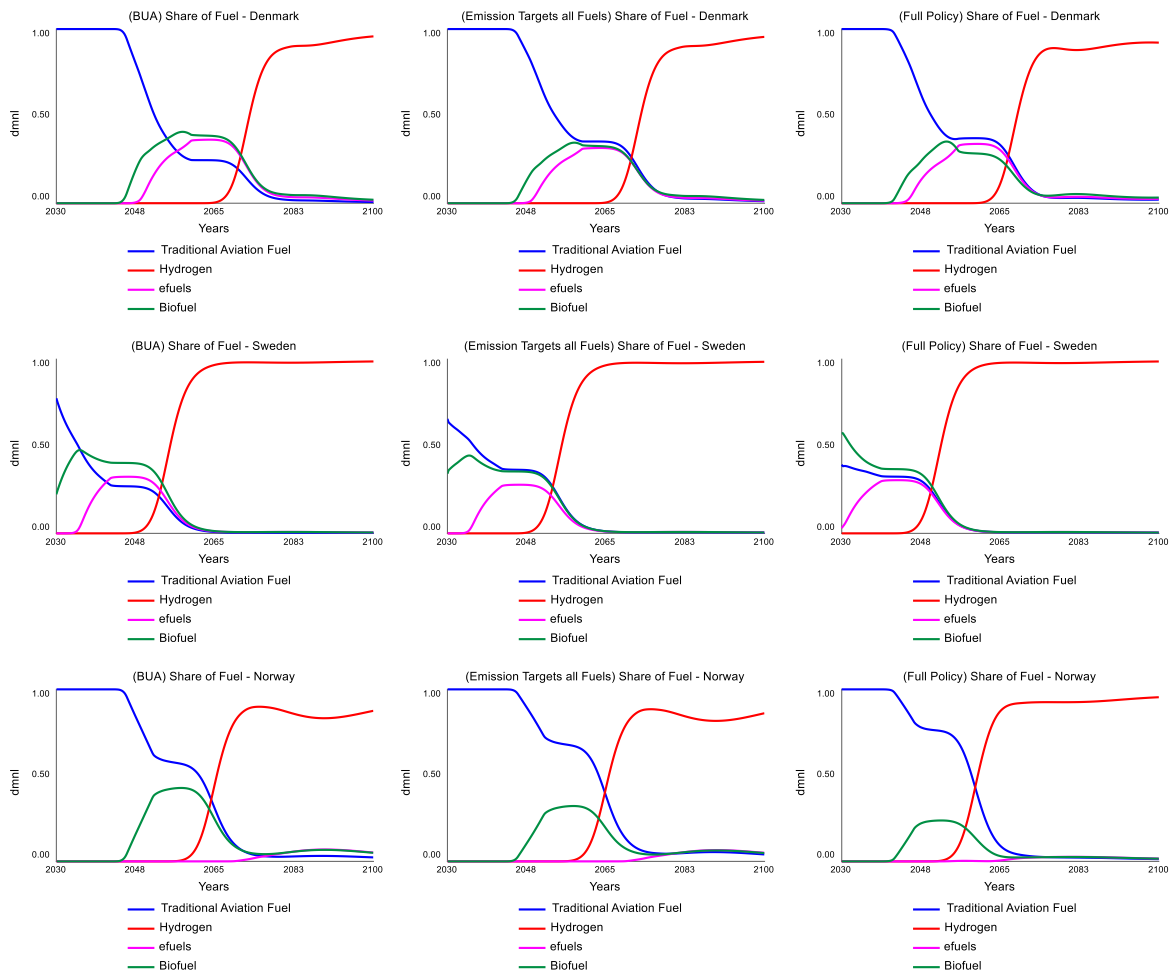 (BUA) Share of Fuel - Denmark
1.00
0.50
0.00
dmnl
2030 2048 2065 2083 2100
Years
Traditional Aviation Fuel
Hydrogen
efuels
Biofuel
(Emission Targets all Fuels) Share of Fuel - Denmark
1.00
0.50
0.00
dmnl
2030 2048 2065 2083 2100
Years
Traditional Aviation Fuel
Hydrogen
efuels
Biofuel
(Full Policy) Share of Fuel - Denmark
1.00
0.50
0.00
dmnl
2030 2048 2065 2083 2100
Years
Traditional Aviation Fuel
Hydrogen
efuels
Biofuel
(BUA) Share of Fuel - Sweden
1.00
0.50
0.00
dmnl
2030 2048 2065 2083 2100
Years
Traditional Aviation Fuel
Hydrogen
efuels
Biofuel
(Emission Targets all Fuels) Share of Fuel - Sweden
1.00
0.50
0.00
dmnl
2030 2048 2065 2083 2100
Years
Traditional Aviation Fuel
Hydrogen
efuels
Biofuel
(Full Policy) Share of Fuel - Sweden
1.00
0.50
0.00
dmnl
2030 2048 2065 2083 2100
Years
Traditional Aviation Fuel
Hydrogen
efuels
Biofuel
(BUA) Share of Fuel - Norway
1.00
0.50
0.00
dmnl
2030 2048 2065 2083 2100
Years
Traditional Aviation Fuel
Hydrogen
efuels
Biofuel
(Emission Targets all Fuels) Share of Fuel - Norway
1.00
0.50
0.00
dmnl
2030 2048 2065 2083 2100
Years
Traditional Aviation Fuel
Hydrogen
efuels
Biofuel
(Full Policy) Share of Fuel - Norway
1.00
0.50
0.00
dmnl
2030 2048 2065 2083 2100
Years
Traditional Aviation Fuel
Hydrogen
efuels
Biofuel